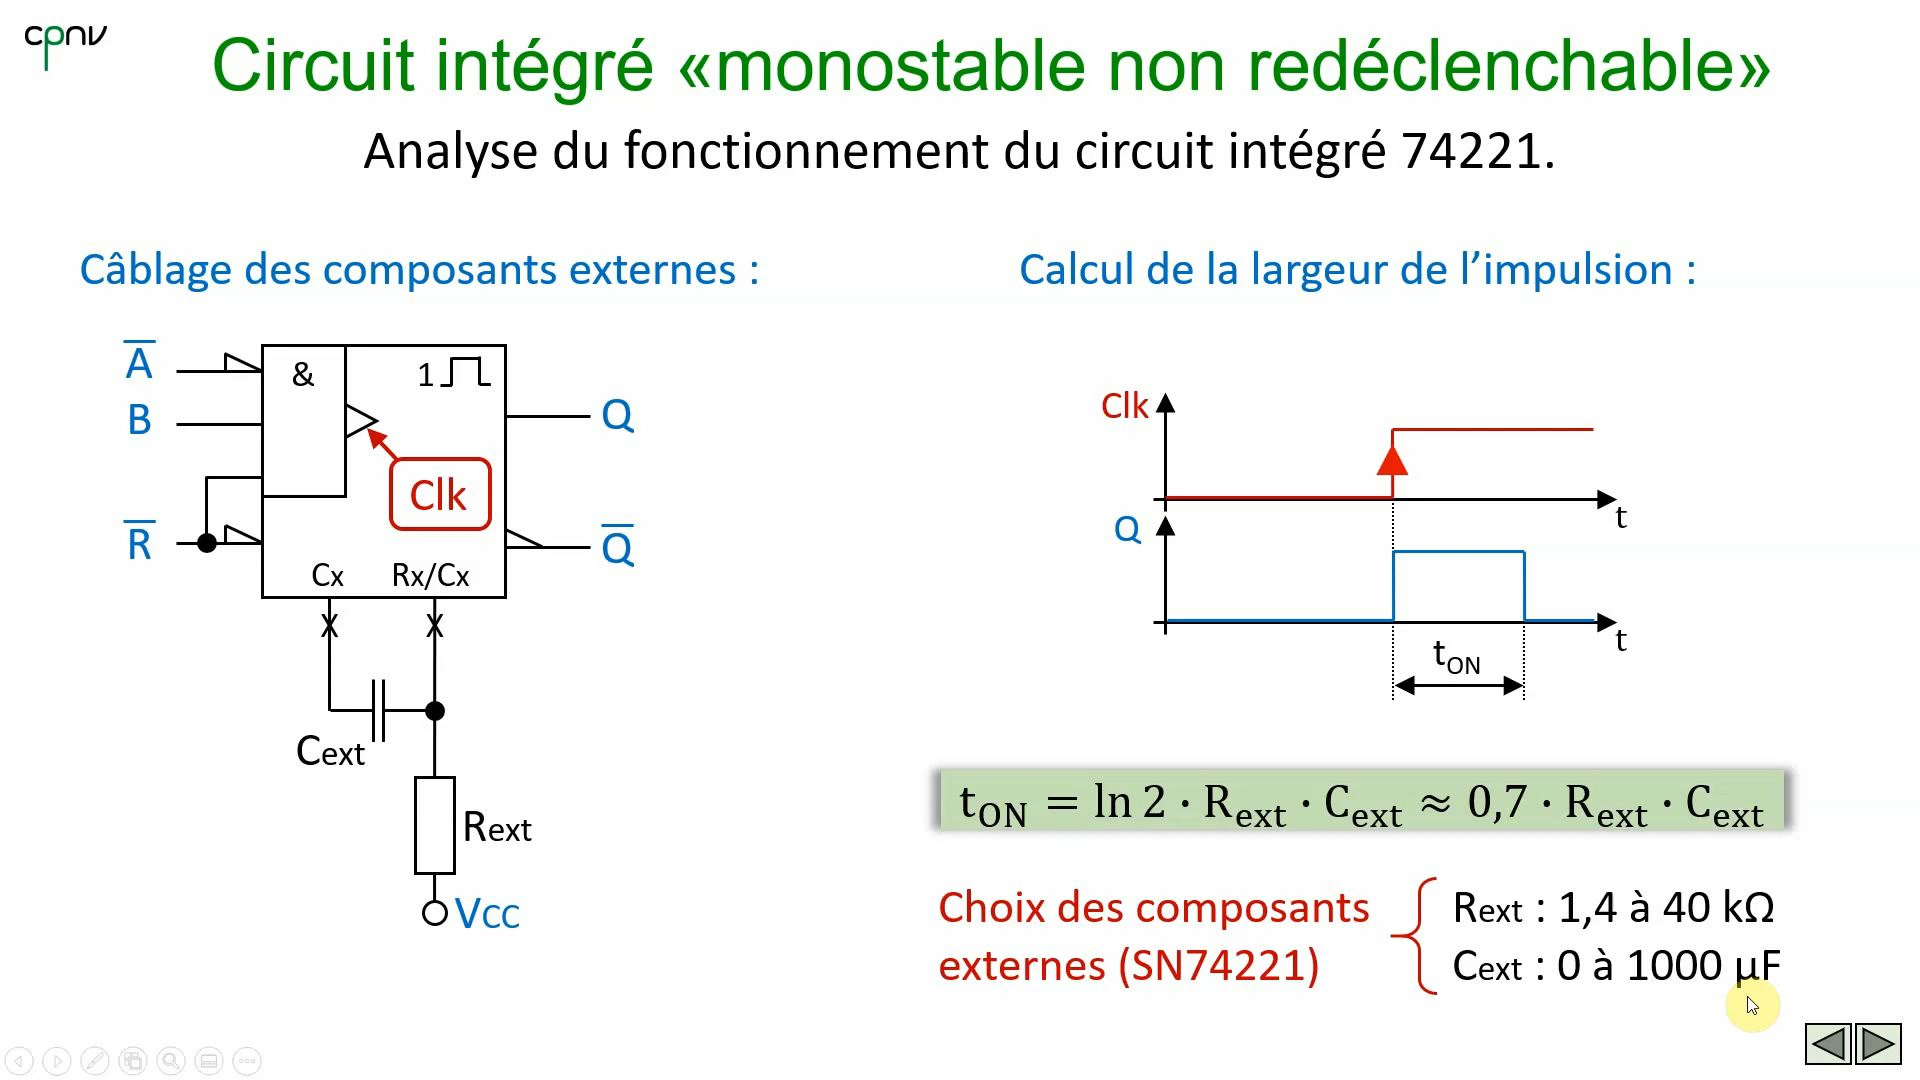 cpnv
Circuit intégré «monostable non redéclenchable»
Analyse du fonctionnement du circuit intégré 74221.
Câblage des composants externes :
A̅
B
R̅
&
1
Clk
Q
Q̅
Cx
Rx/Cx
Cext
Rext
VCC
Calcul de la largeur de l’impulsion :
Clk
t
Q
t
tON
tON = ln 2 · Rext · Cext ≈ 0,7 · Rext · Cext
Choix des composants
externes (SN74221)
Rext : 1,4 à 40 kΩ
Cext : 0 à 1000 µF